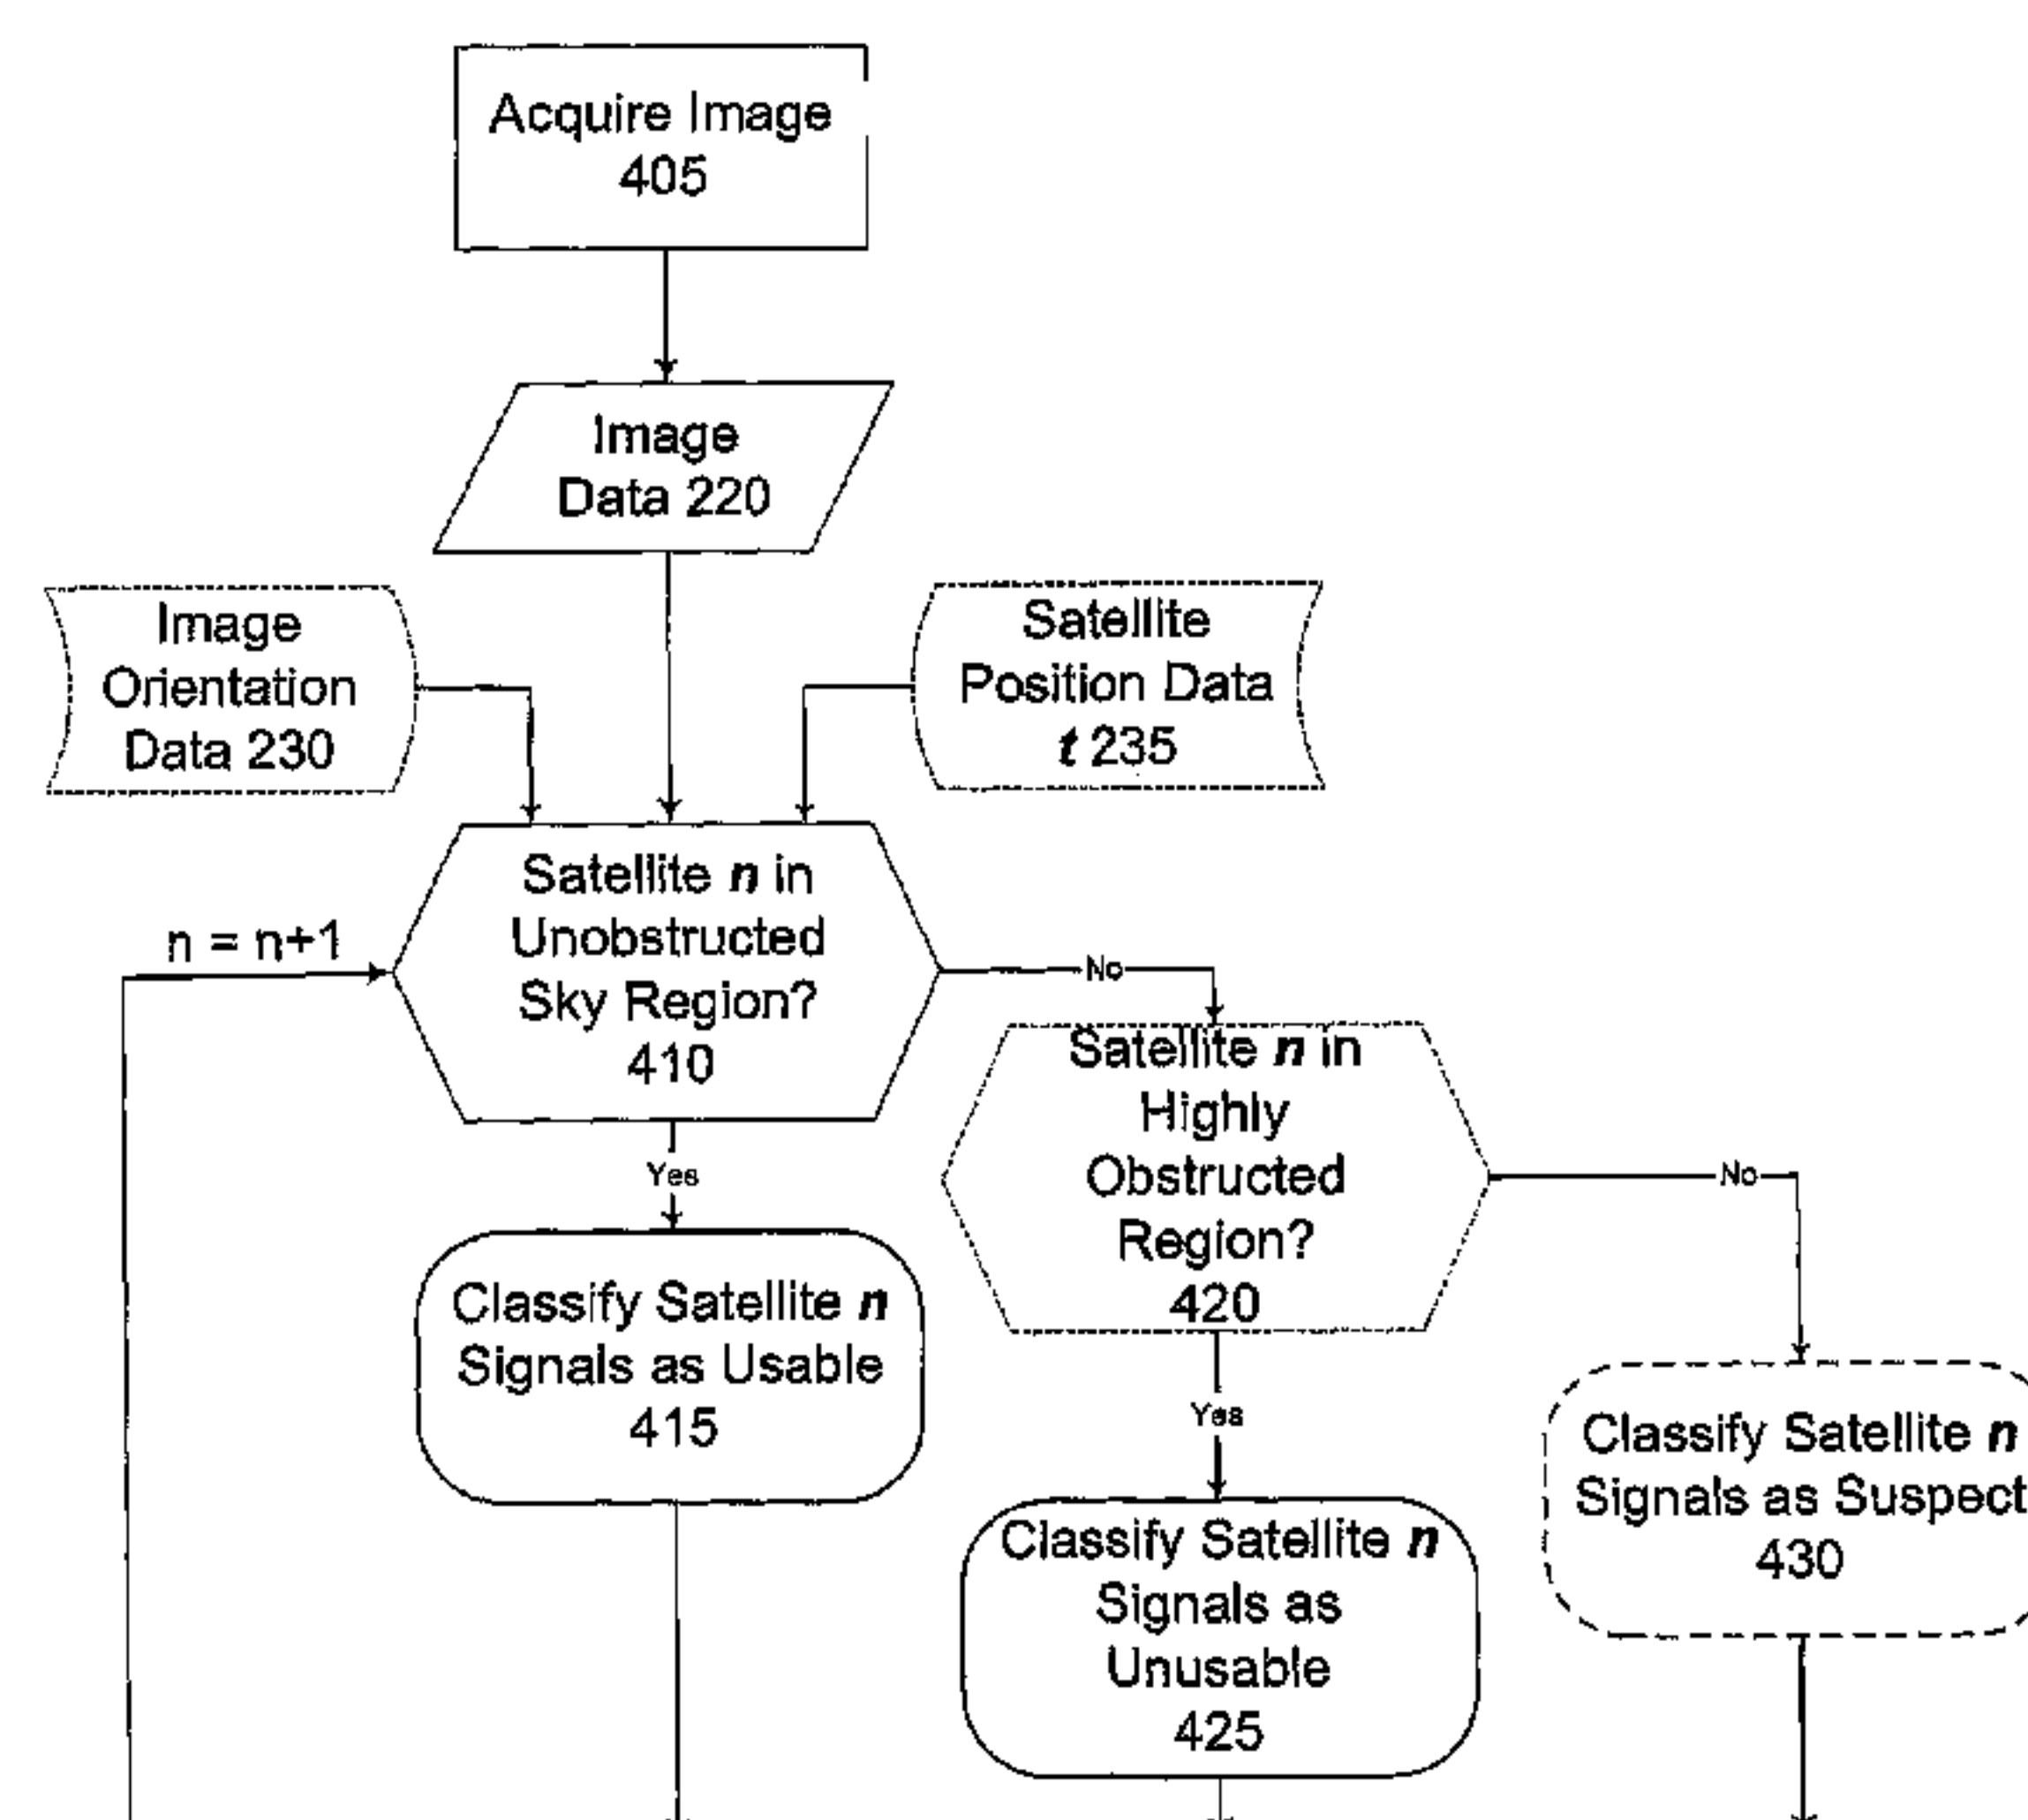 Acquire Image
405
Image
Data 220
Image
Orientation
Data 230
Satellite
Position Data
t 235
Satellite n in
Unobstructed
Sky Region?
410
n = n+1
No
Satellite n in
Highly
Obstructed
Region?
420
Yes
No
Classify Satellite n
Signals as Usable
415
Yes
Classify Satellite n
Signals as Suspect
430
Classify Satellite n
Signals as
Unusable
425